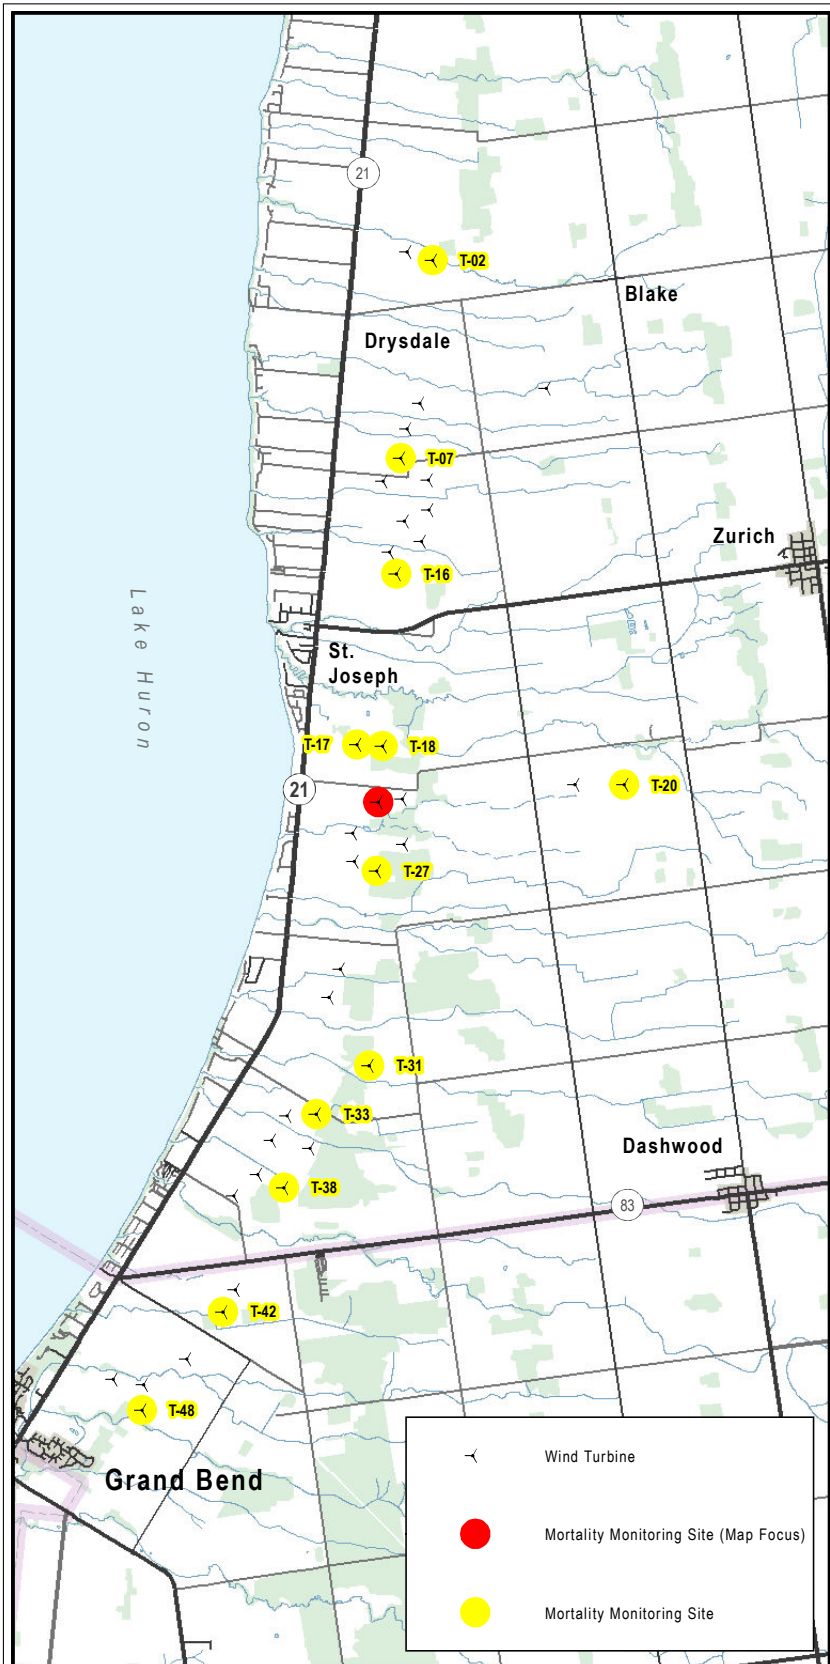 21
T-02
Blake
Drysdale
T-07
Zurich
T-16
Lake Huron
St.
Joseph
T-17
T-18
21
T-20
T-27
T-31
T-33
Dashwood
T-38
83
T-42
T-48
Grand Bend
Wind Turbine
Mortality Monitoring Site (Map Focus)
Mortality Monitoring Site